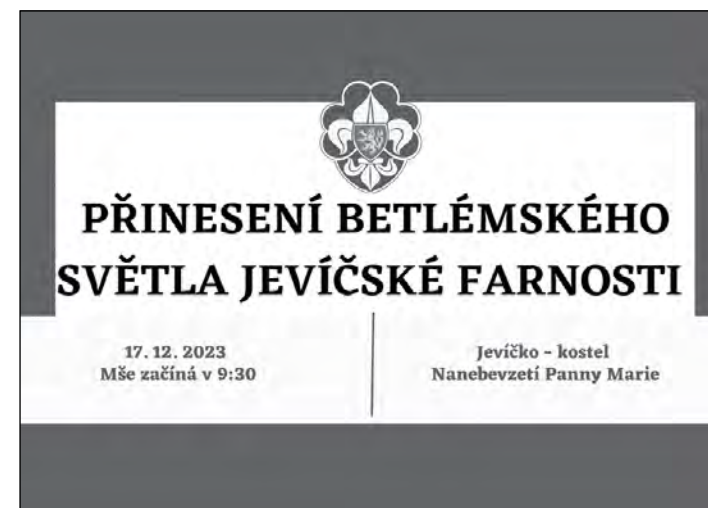 PŘINESENÍ BETLÉMSKÉHO
SVĚTLA JEVÍČSKÉ FARNOSTI
17. 12. 2023
Mše začíná v 9:30
Jevíčko – kostel
Nanebevzetí Panny Marie